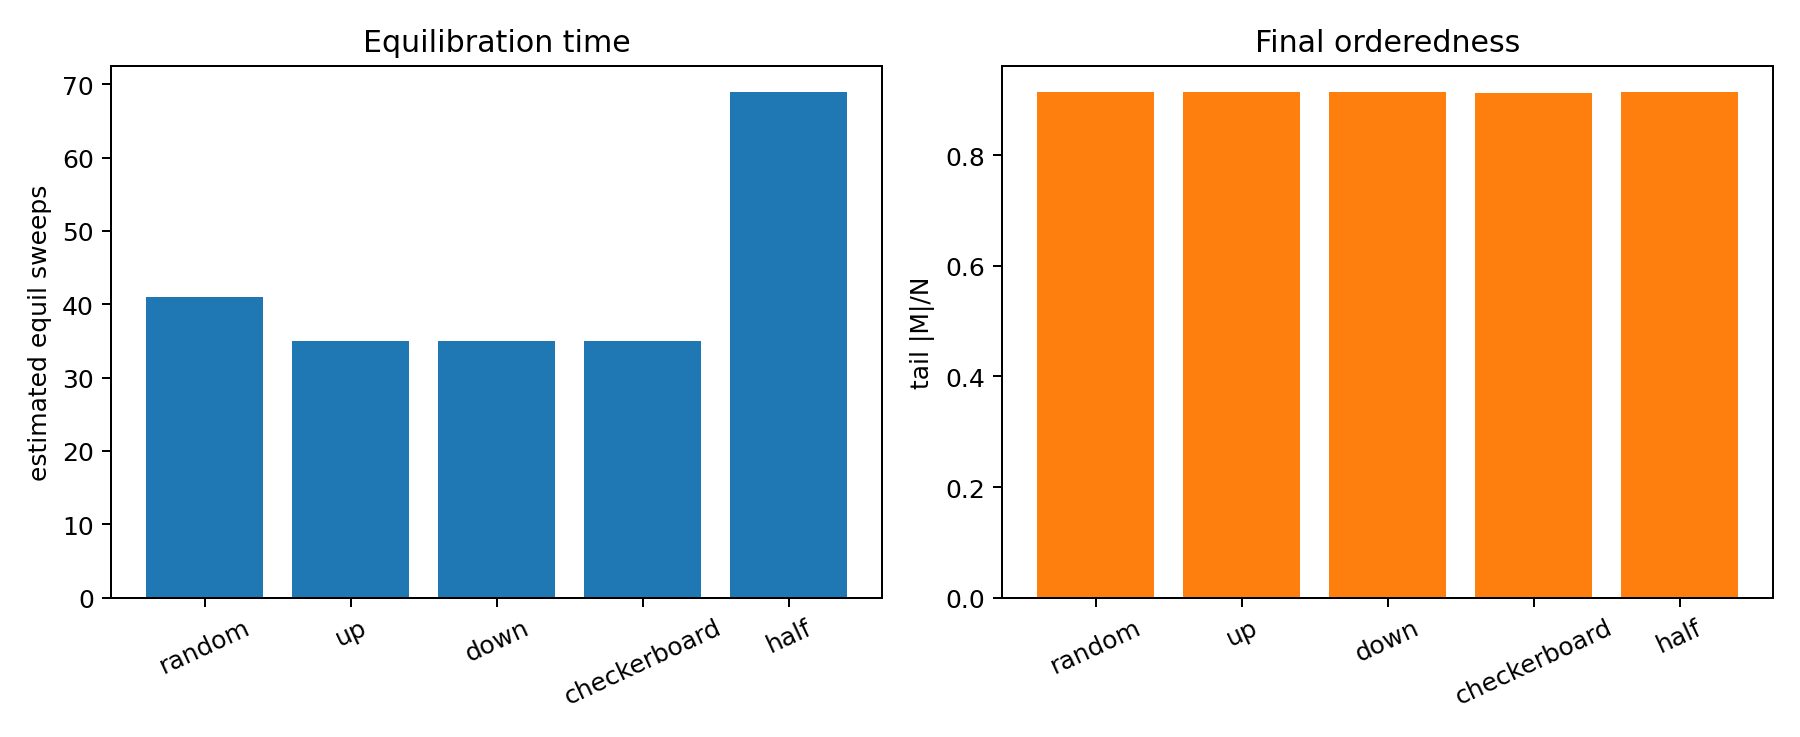 Equilibration time
estimated equil sweeps
70
60
50
40
30
20
10
0
random
up
down
checkerboard
half
Final orderedness
tail |M|/N
0.8
0.6
0.4
0.2
0.0
random
up
down
checkerboard
half